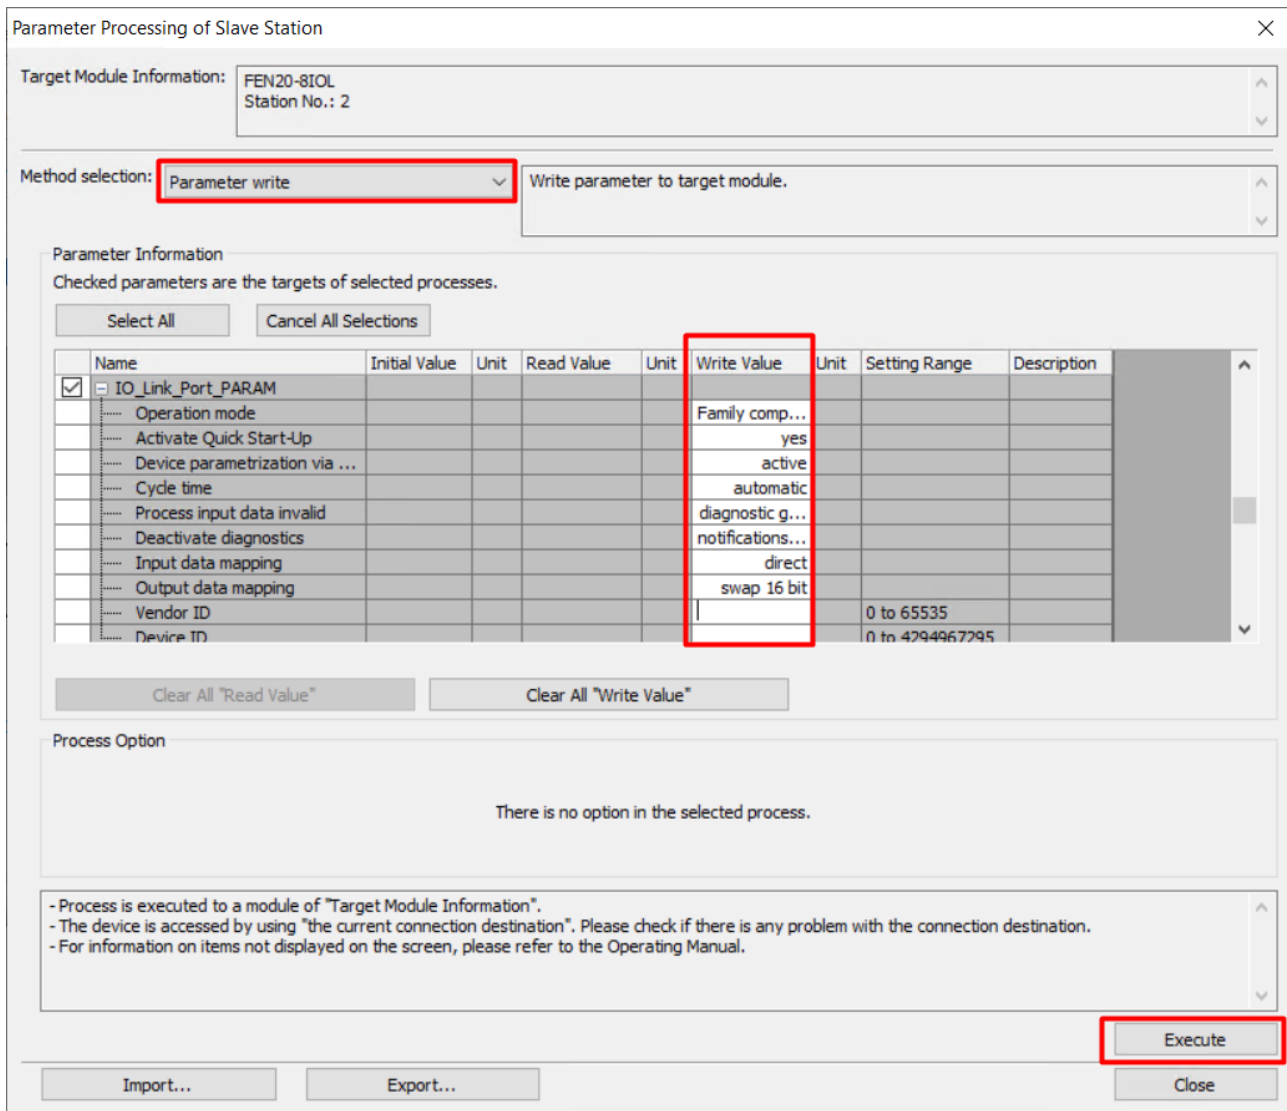 Parameter Processing of Slave Station
Target Module Information:
FEN20-8IOL
Station No.: 2
Method selection:
Parameter write
Write parameter to target module.
Parameter Information
Checked parameters are the targets of selected processes.
Select All
Cancel All Selections
Name Initial Value Unit Read Value Unit Write Value Unit Setting Range Description
IO_Link_Port_PARAM
Operation mode Family comp...
Activate Quick Start-Up yes
Device parametrization via ... active
Cycle time automatic
Process input data invalid diagnostic g...
Deactivate diagnostics notifications...
Input data mapping direct
Output data mapping swap 16 bit
Vendor ID 0 to 65535
Device ID 0 to 4294967295
Clear All "Read Value"
Clear All "Write Value"
Process Option
There is no option in the selected process.
- Process is executed to a module of "Target Module Information".
- The device is accessed by using "the current connection destination". Please check if there is any problem with the connection destination.
- For information on items not displayed on the screen, please refer to the Operating Manual.
Execute
Import...
Export...
Close